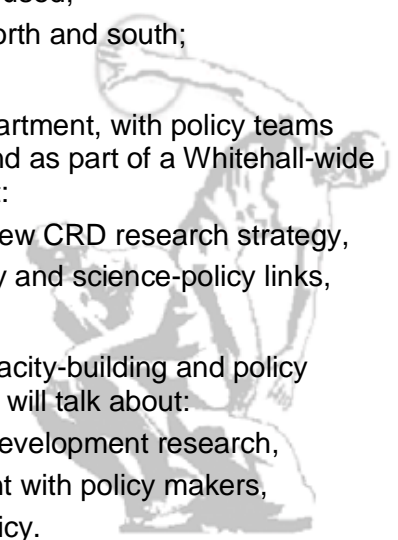 orth and south;
artment, with policy teams
nd as part of a Whitehall-wide
:
ew CRD research strategy,
y and science-policy links,
acity-building and policy
will talk about:
evelopment research,
nt with policy makers,
icy.